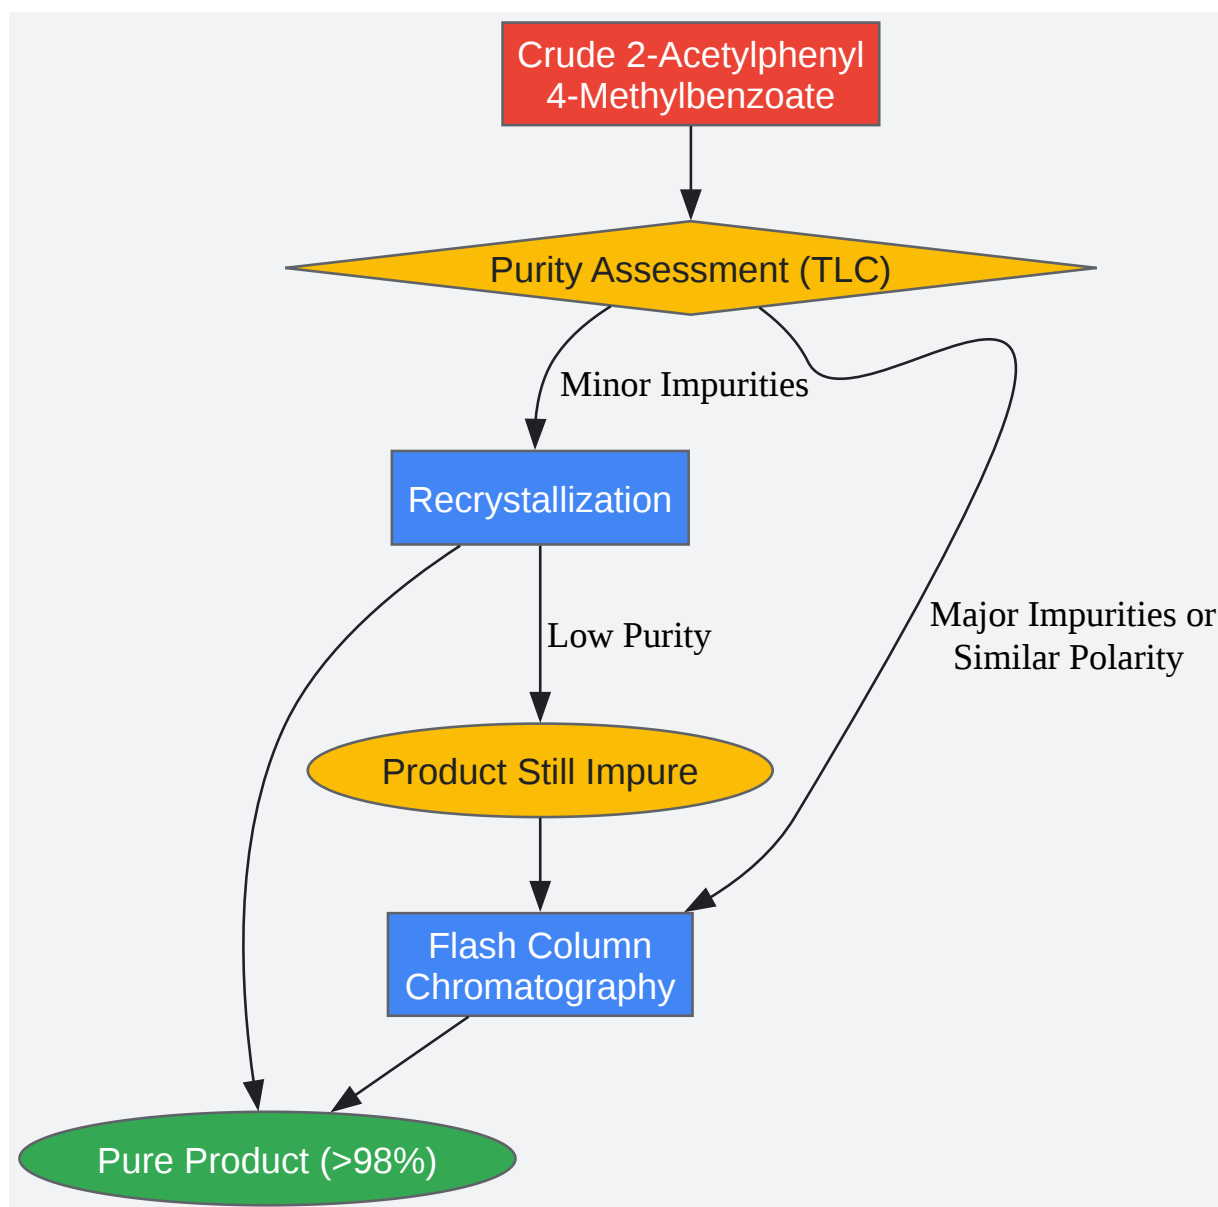 Crude 2-Acetylphenyl
4-Methylbenzoate
Purity Assessment (TLC)
Minor Impurities
Recrystallization
Major Impurities or
Similar Polarity
Low Purity
Product Still Impure
Flash Column
Chromatography
Pure Product (>98%)